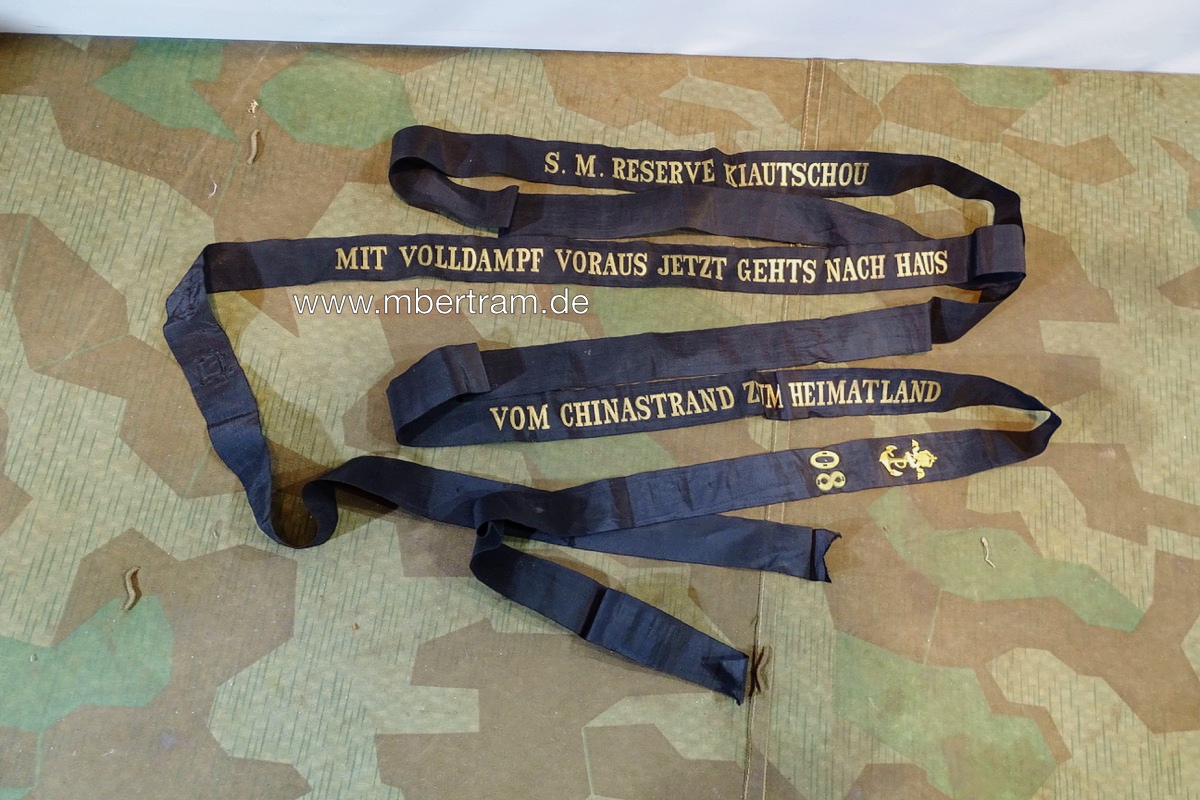 S. M. RESERVE KIAUTSCHOU
MIT VOLLDAMPF VORAUS JETZT GEHTS NACH HAUS
www.mbertram.de
VOM CHINASTRAND ZUM HEIMATLAND
08